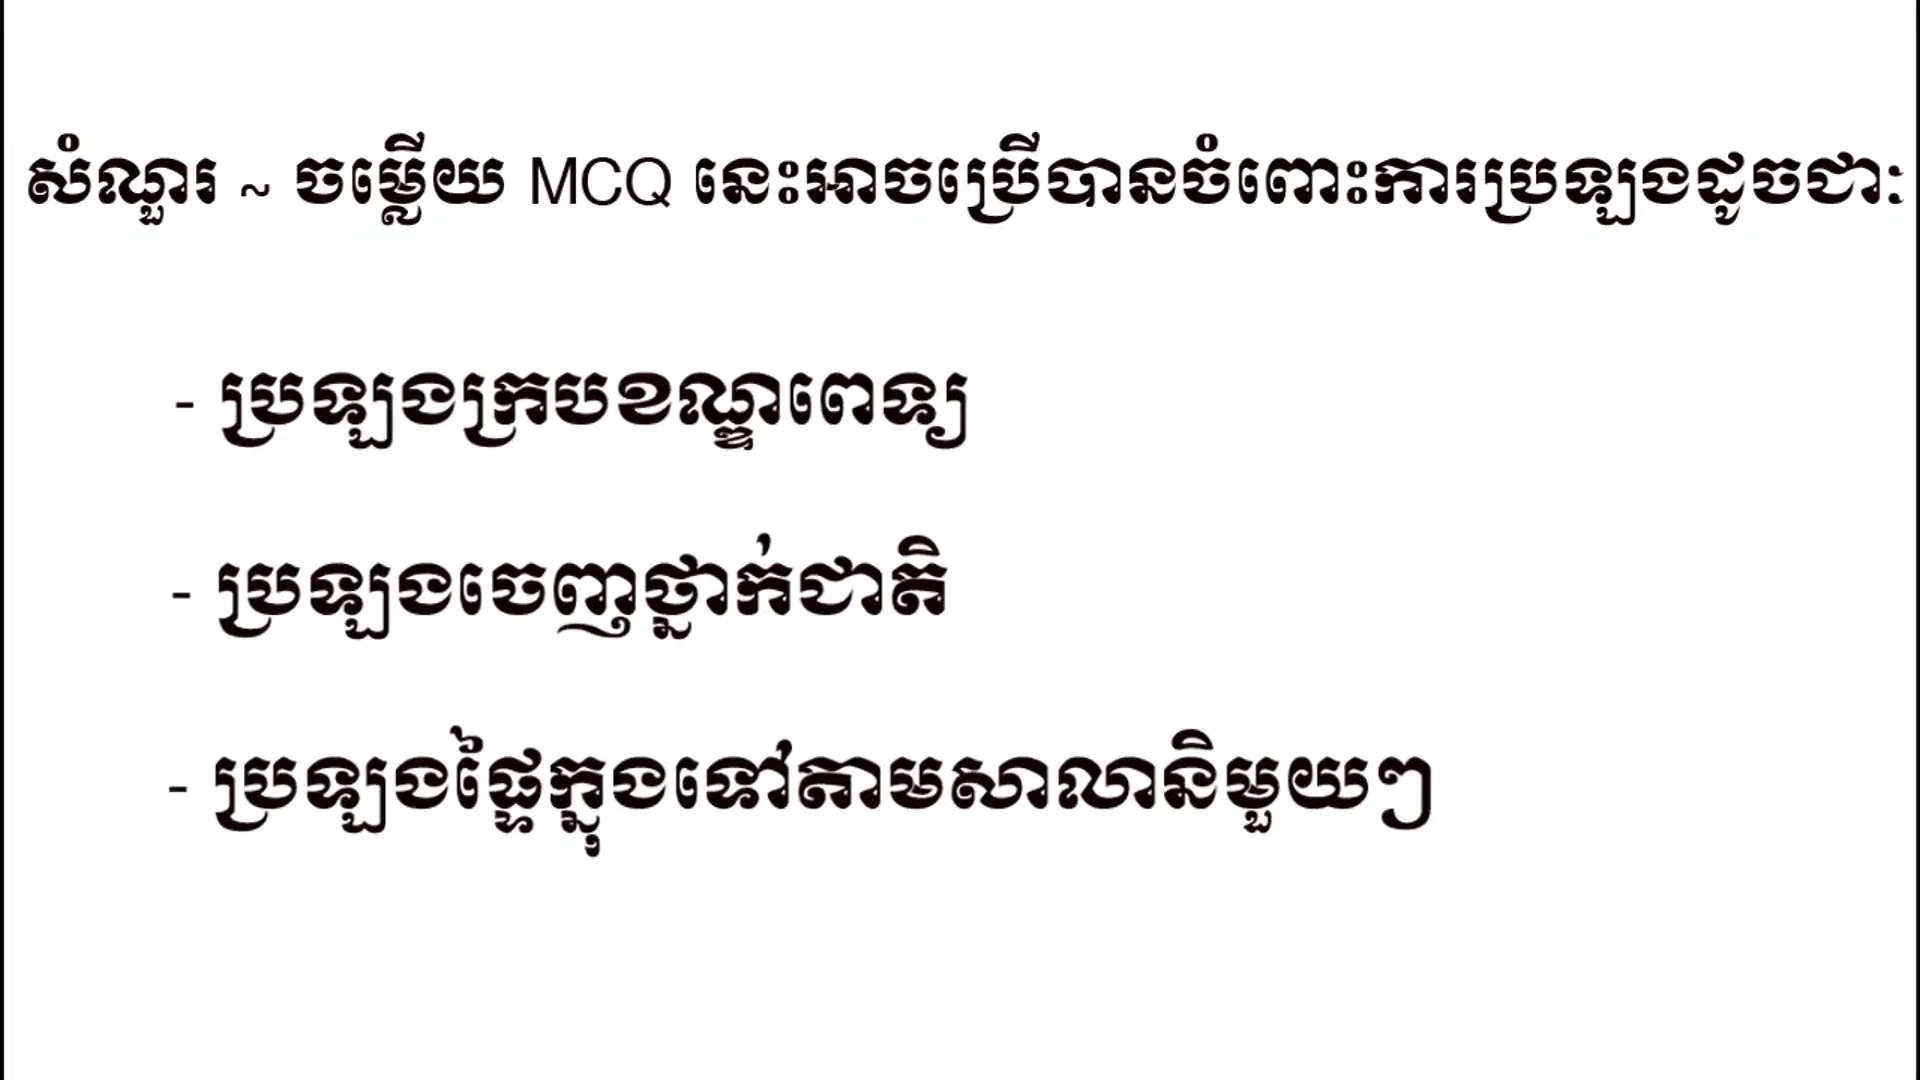 សំណួរ ~ ចម្លើយ MCQ នេះអាចប្រើបានចំពោះការប្រឡងដូចជាៈ
- ប្រឡងក្របខណ្ឌពេទ្យ
- ប្រឡងចេញថ្នាក់ជាតិ
- ប្រឡងផ្ទៃក្នុងទៅតាមសាលានិមួយៗ